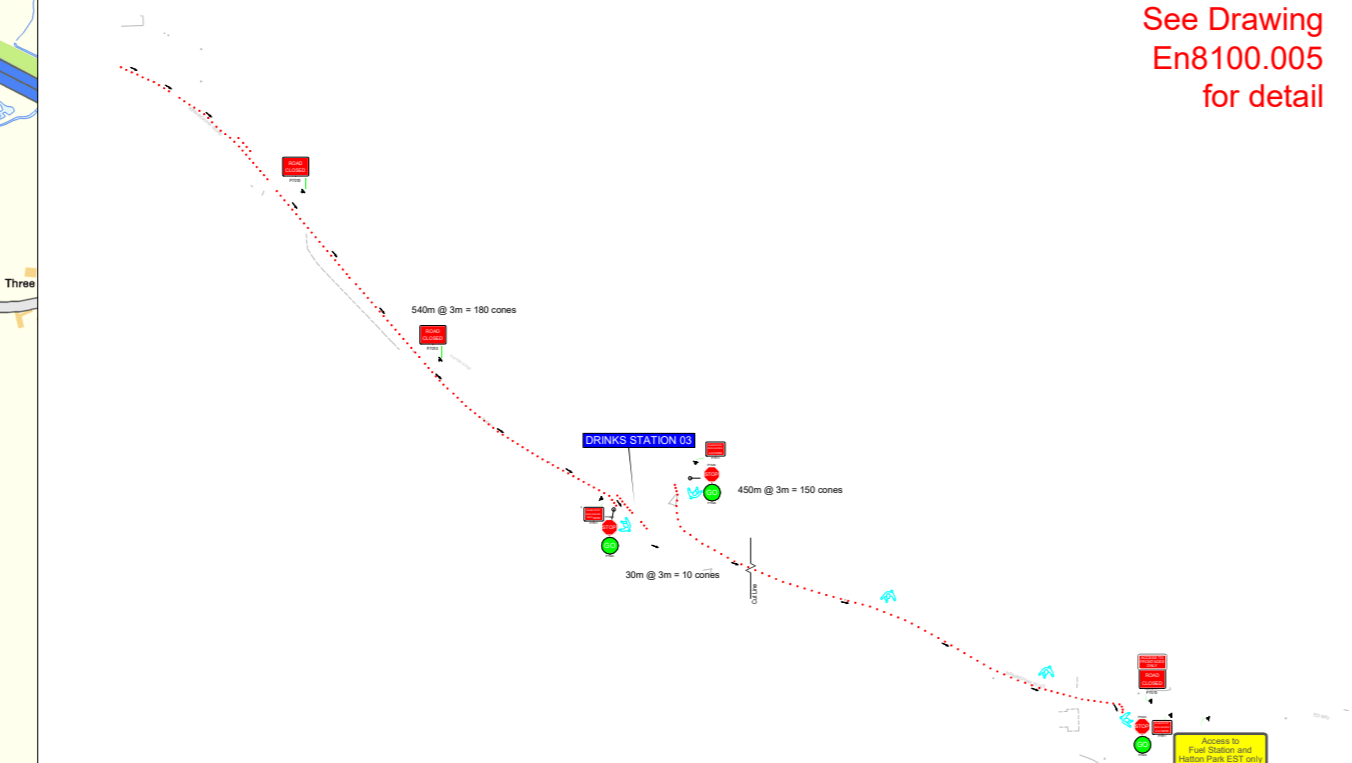 See Drawing
En8100.005
for detail
ROAD
CLOSED
Three
540m @ 3m = 180 cones
ROAD
CLOSED
DRINKS STATION 03
STOP
GO
450m @ 3m = 150 cones
STOP
GO
30m @ 3m = 10 cones
Cut Line
ROAD
CLOSED
STOP
GO
Access to
Fuel Station and
Hatton Park EST only